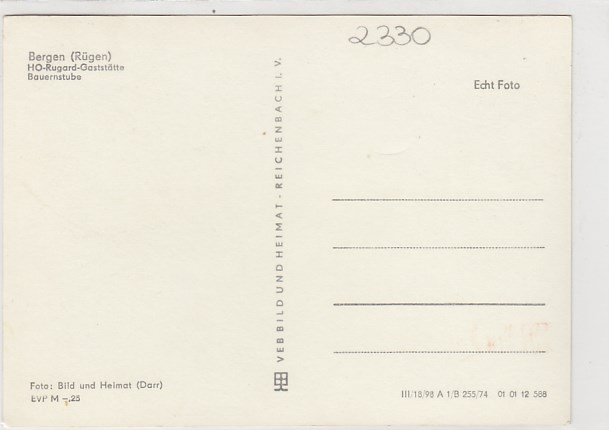 2330
Bergen (Rügen)
HO-Rugard-Gaststätte
Bauernstube
Echt Foto
VEB BILD UND HEIMAT - REICHENBACH I. V.
Foto: Bild und Heimat (Darr)
EVP M -,25
III/18/98 A 1/B 255/74 01 01 12 588